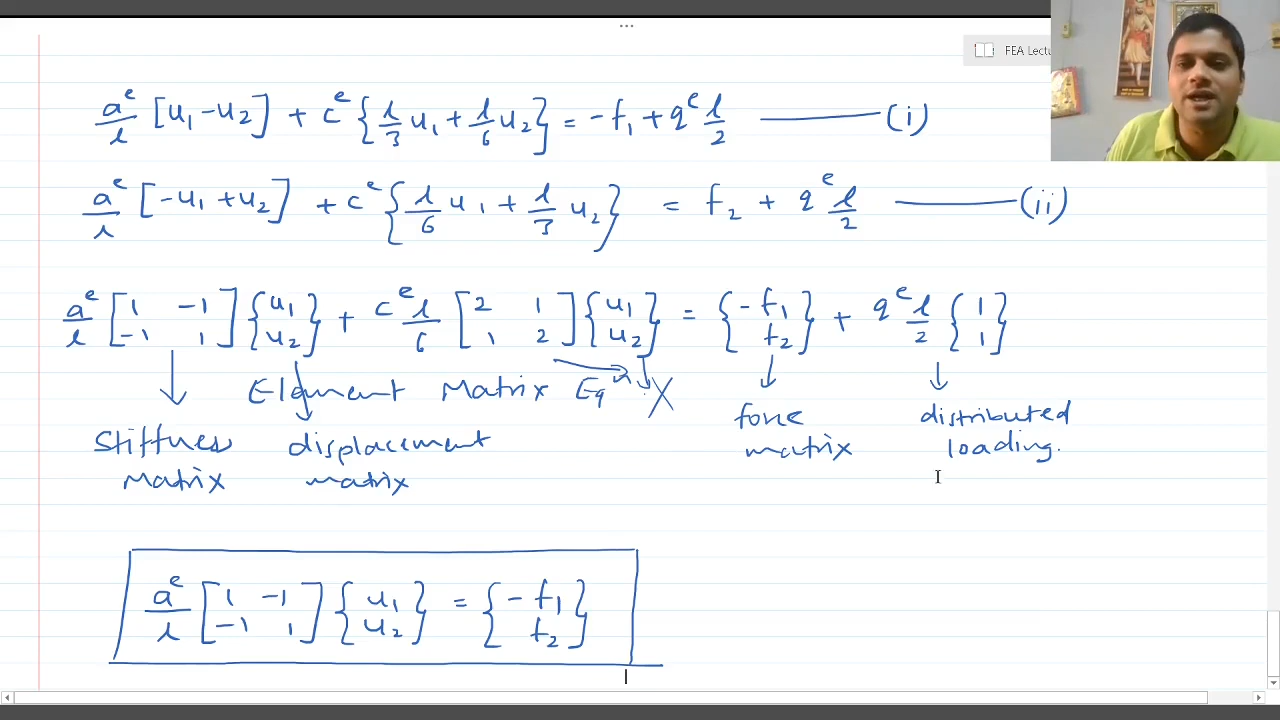 FEA Lectu
a^e/l [u₁ - u₂] + c^e {l/3 u₁ + l/6 u₂} = -f₁ + q^e l/2 ——— (i)
a^e/l [-u₁ + u₂] + c^e {l/6 u₁ + l/3 u₂} = f₂ + q^e l/2 ——— (ii)
a^e/l [1 -1; -1 1] {u₁; u₂} + c^e l/6 [2 1; 1 2] {u₁; u₂} = {-f₁; f₂} + q^e l/2 {1; 1}
Element Matrix Eqⁿ. X
Stiffness matrix
displacement matrix
force matrix
distributed loading.
a^e/l [1 -1; -1 1] {u₁; u₂} = {-f₁; f₂}